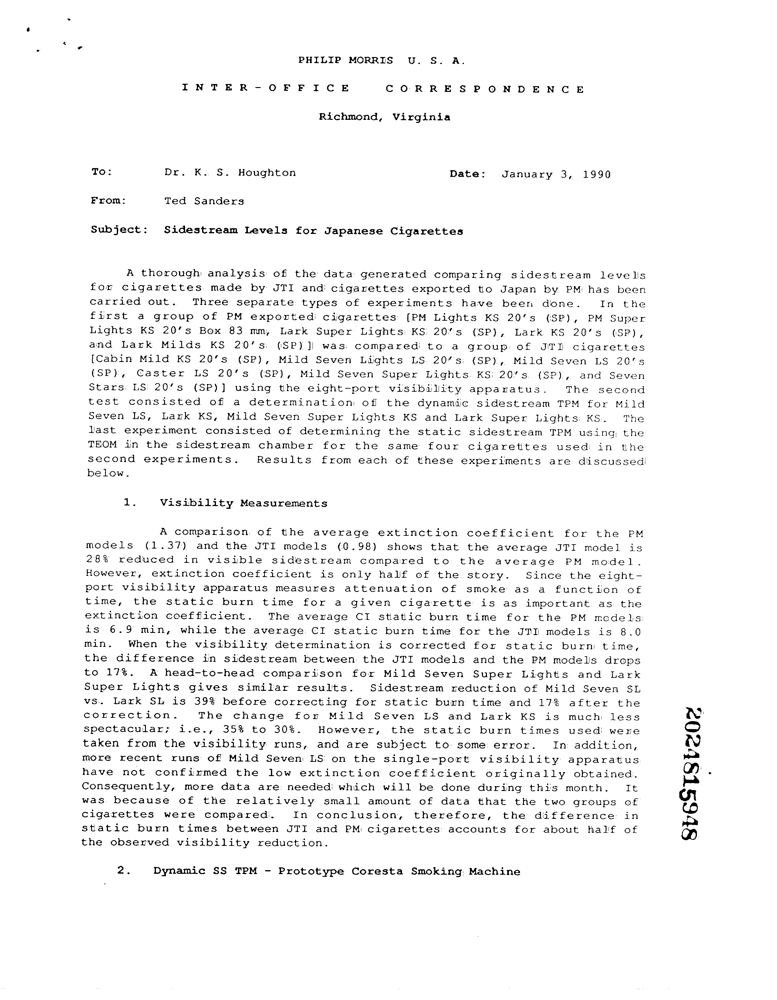 PHILIP MORRIS U. S. A.
INTER-OFFICE CORRESPONDENCE
Richmond, Virginia
To: Dr. K. S. Houghton Date: January 3, 1990
From: Ted Sanders
Subject: Sidestream Levels for Japanese Cigarettes
A thorough analysis of the data generated comparing sidestream levels
for cigarettes made by JTI and cigarettes exported to Japan by PM has been
carried out. Three separate types of experiments have been done. In the
first a group of PM exported cigarettes [PM Lights KS 20's (SP), PM Super
Lights KS 20's Box 83 mm, Lark Super Lights KS 20's (SP), Lark KS 20's (SP),
and Lark Milds KS 20's (SP)] was compared to a group of JTI cigarettes
[Cabin Mild KS 20's (SP), Mild Seven Lights LS 20's (SP), Mild Seven LS 20's
(SP), Caster LS 20's (SP), Mild Seven Super Lights KS 20's (SP), and Seven
Stars LS 20's (SP)] using the eight-port visibility apparatus. The second
test consisted of a determination of the dynamic sidestream TPM for Mild
Seven LS, Lark KS, Mild Seven Super Lights KS and Lark Super Lights KS. The
last experiment consisted of determining the static sidestream TPM using the
TEOM in the sidestream chamber for the same four cigarettes used in the
second experiments. Results from each of these experiments are discussed
below.
1. Visibility Measurements
A comparison of the average extinction coefficient for the PM
models (1.37) and the JTI models (0.98) shows that the average JTI model is
28% reduced in visible sidestream compared to the average PM model.
However, extinction coefficient is only half of the story. Since the eight-
port visibility apparatus measures attenuation of smoke as a function of
time, the static burn time for a given cigarette is as important as the
extinction coefficient. The average CI static burn time for the PM models
is 6.9 min, while the average CI static burn time for the JTI models is 8.0
min. When the visibility determination is corrected for static burn time,
the difference in sidestream between the JTI models and the PM models drops
to 17%. A head-to-head comparison for Mild Seven Super Lights and Lark
Super Lights gives similar results. Sidestream reduction of Mild Seven SL
vs. Lark SL is 39% before correcting for static burn time and 17% after the
correction. The change for Mild Seven LS and Lark KS is much less
spectacular; i.e., 35% to 30%. However, the static burn times used were
taken from the visibility runs, and are subject to some error. In addition,
more recent runs of Mild Seven LS on the single-port visibility apparatus
have not confirmed the low extinction coefficient originally obtained.
Consequently, more data are needed which will be done during this month. It
was because of the relatively small amount of data that the two groups of
cigarettes were compared. In conclusion, therefore, the difference in
static burn times between JTI and PM cigarettes accounts for about half of
the observed visibility reduction.
2. Dynamic SS TPM - Prototype Coresta Smoking Machine
2024815948